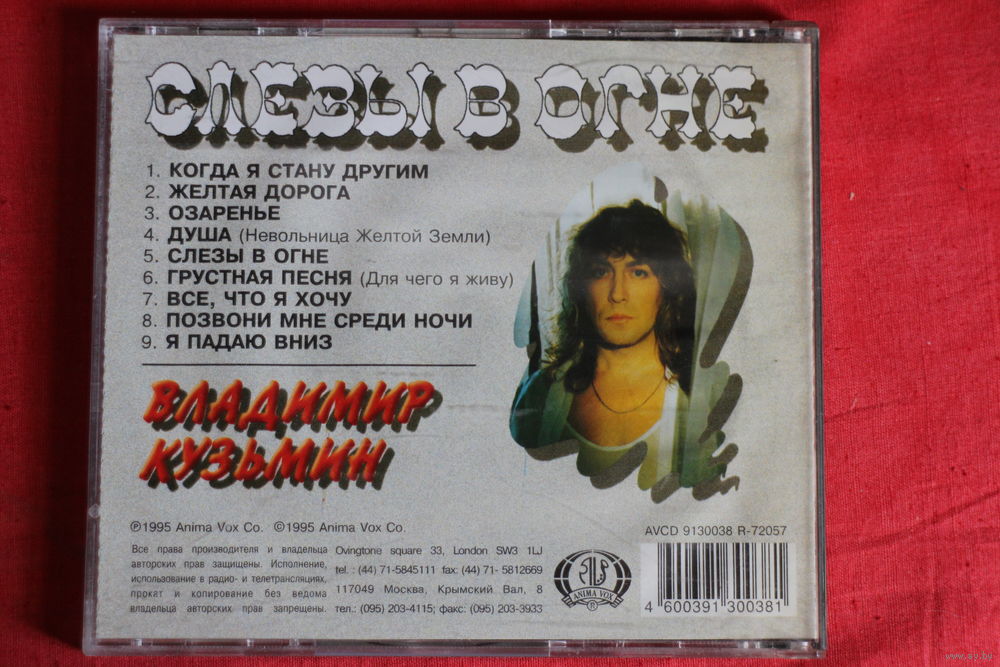 СЛЕЗЫ В ОГНЕ
1. КОГДА Я СТАНУ ДРУГИМ
2. ЖЕЛТАЯ ДОРОГА
3. ОЗАРЕНЬЕ
4. ДУША (Невольница Желтой Земли)
5. СЛЕЗЫ В ОГНЕ
6. ГРУСТНАЯ ПЕСНЯ (Для чего я живу)
7. ВСЕ, ЧТО Я ХОЧУ
8. ПОЗВОНИ МНЕ СРЕДИ НОЧИ
9. Я ПАДАЮ ВНИЗ
ВЛАДИМИР
КУЗЬМИН
℗1995 Anima Vox Co. ©1995 Anima Vox Co.
Все права производителя и владельца
авторских прав защищены. Исполнение,
использование в радио- и телетрансляциях,
прокат и копирование без ведома
владельца авторских прав запрещены.
Ovingtone square 33, London SW3 1LJ
tel. : (44) 71-5845111 fax: (44) 71- 5812669
117049 Москва, Крымский Вал, 8
тел.: (095) 203-4115; факс: (095) 203-3933
ANIMA VOX
®
AVCD 9130038 R-72057
4 600391 300381
www.ay.by